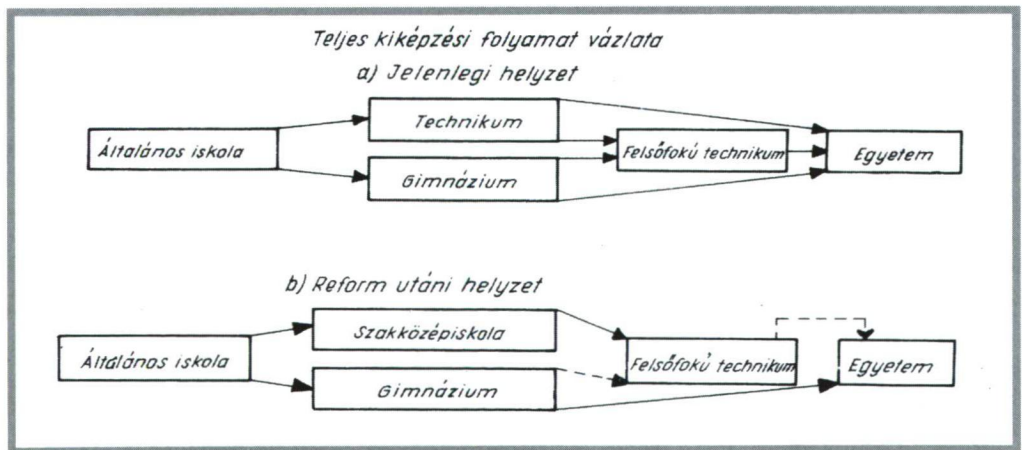 Teljes kiképzési folyamat vázlata
a) Jelenlegi helyzet
Technikum
Általános iskola
Felsőfokú technikum
Egyetem
Gimnázium
b) Reform utáni helyzet
Szakközépiskola
Általános iskola
Felsőfokú technikum
Egyetem
Gimnázium